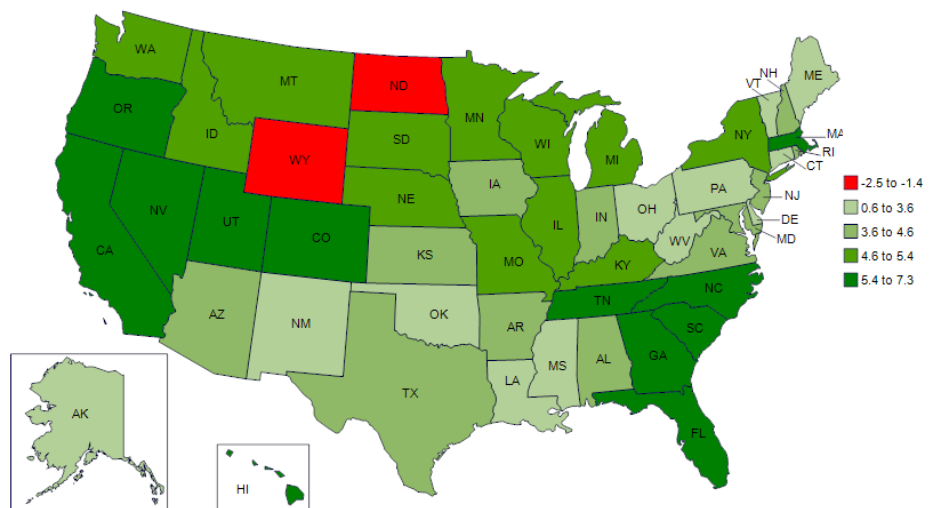 WA
MT
ND
MN
OR
ID
WY
SD
WI
MI
NY
VT
NH
ME
MA
RI
CT
NE
IA
IL
IN
OH
PA
NJ
DE
MD
NV
UT
CO
CA
KS
MO
KY
WV
VA
AZ
NM
OK
AR
TN
NC
SC
TX
LA
MS
AL
GA
FL
AK
HI
-2.5 to -1.4
0.6 to 3.6
3.6 to 4.6
4.6 to 5.4
5.4 to 7.3